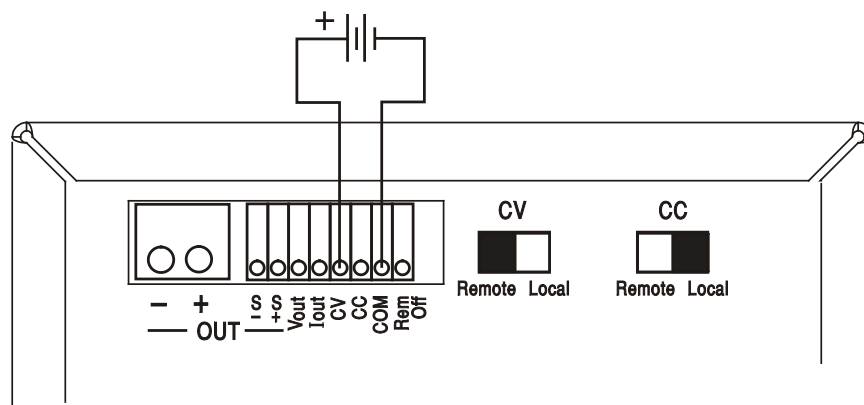 +
CV CC
Remote Local Remote Local
- +
OUT
S -
S +
Vout
Iout
CV
CC
COM
Rem Off